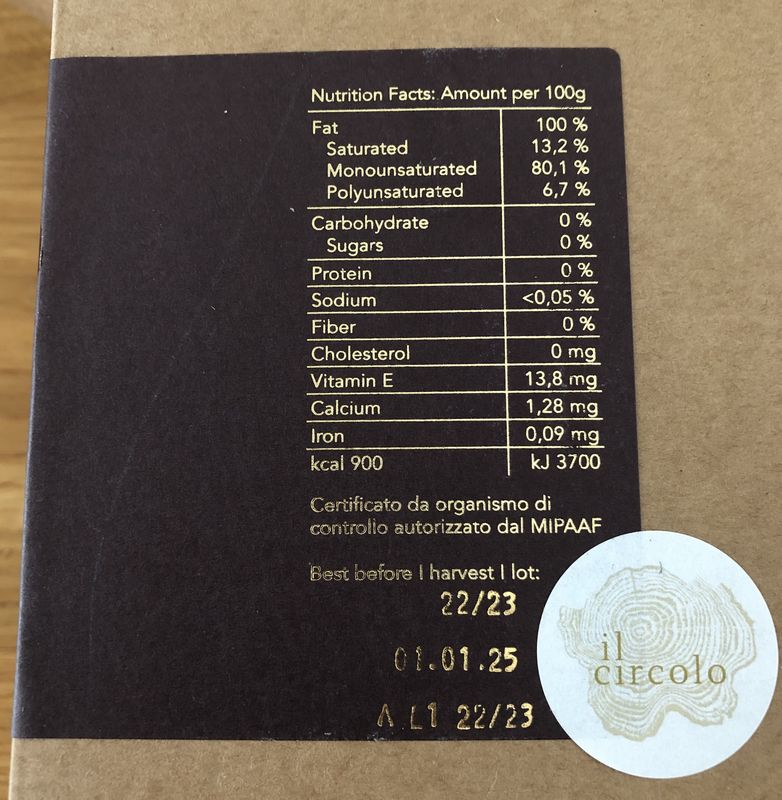 Nutrition Facts: Amount per 100g
Fat 100 %
Saturated 13,2 %
Monounsaturated 80,1 %
Polyunsaturated 6,7 %
Carbohydrate 0 %
Sugars 0 %
Protein 0 %
Sodium <0,05 %
Fiber 0 %
Cholesterol 0 mg
Vitamin E 13,8 mg
Calcium 1,28 mg
Iron 0,09 mg
kcal 900 kJ 3700
Certificato da organismo di
controllo autorizzato dal MIPAAF
Best before I harvest I lot:
22/23
01.01.25
A L1 22/23
il
circolo